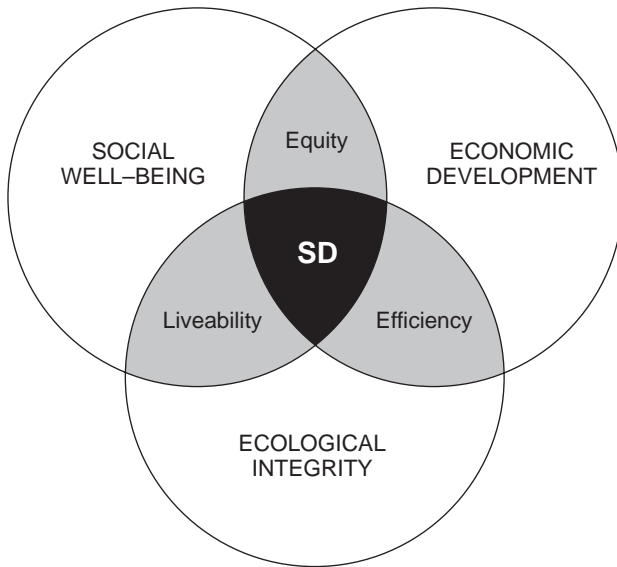 Equity
SOCIAL
WELL–BEING
ECONOMIC
DEVELOPMENT
SD
Liveability
Efficiency
ECOLOGICAL
INTEGRITY